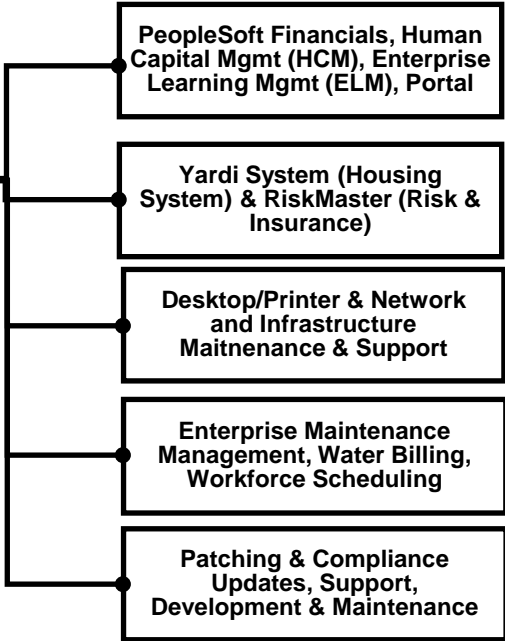 PeopleSoft Financials, Human
Capital Mgmt (HCM), Enterprise
Learning Mgmt (ELM), Portal
Yardi System (Housing
System) & RiskMaster (Risk &
Insurance)
Desktop/Printer & Network
and Infrastructure
Maitnenance & Support
Enterprise Maintenance
Management, Water Billing,
Workforce Scheduling
Patching & Compliance
Updates, Support,
Development & Maintenance